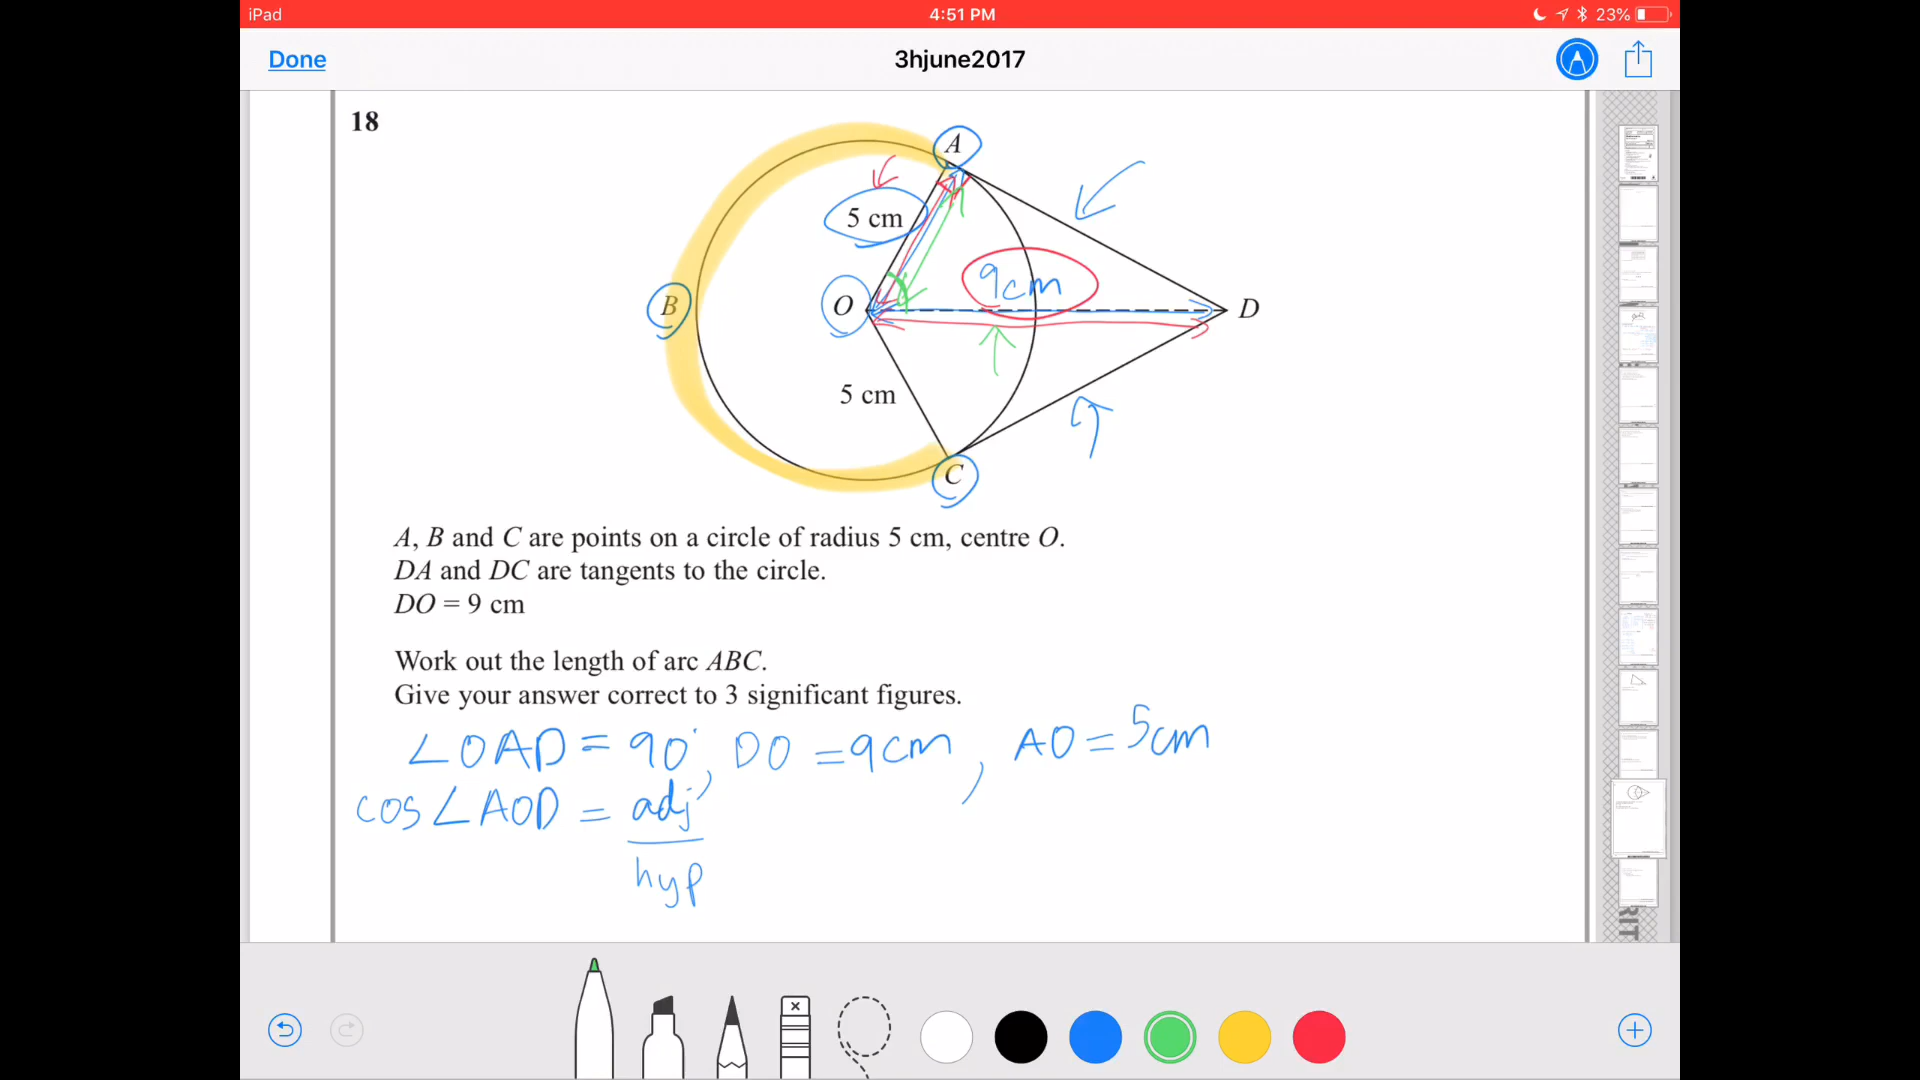 iPad 4:51 PM 23%
Done 3hjune2017
18
A
5 cm
9cm
B
O
D
5 cm
C
A, B and C are points on a circle of radius 5 cm, centre O.
DA and DC are tangents to the circle.
DO = 9 cm
Work out the length of arc ABC.
Give your answer correct to 3 significant figures.
∠OAD = 90°, DO = 9cm, AO = 5cm
cos∠AOD = adj
hyp